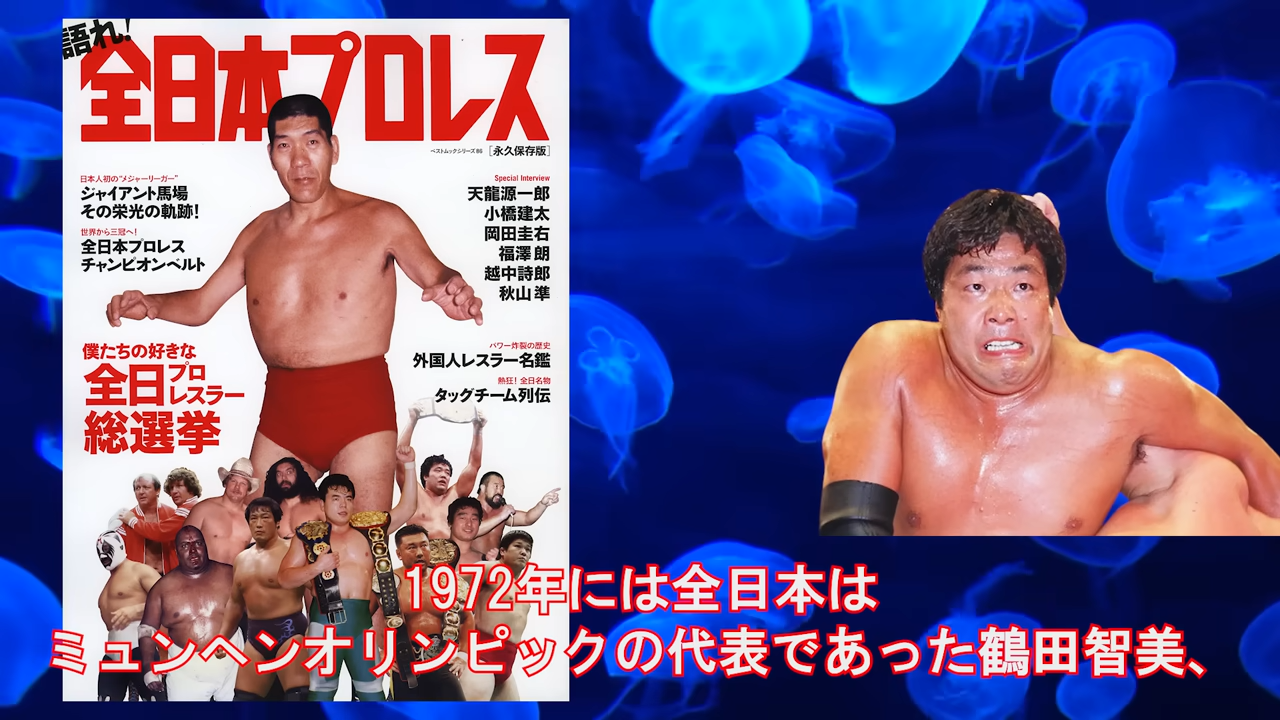 語れ!
全日本プロレス
ベストムックシリーズ86 [永久保存版]
日本人初の"メジャーリーガー"
ジャイアント馬場
その栄光の軌跡!
世界から三冠へ!
全日本プロレス
チャンピオンベルト
Special Interview
天龍源一郎
小橋建太
岡田圭右
福澤 朗
越中詩郎
秋山 準
僕たちの好きな
全日プロレスラー
総選挙
パワー炸裂の歴史
外国人レスラー名鑑
熱狂! 全日名物
タッグチーム列伝
1972年には全日本は
ミュンヘンオリンピックの代表であった鶴田智美、